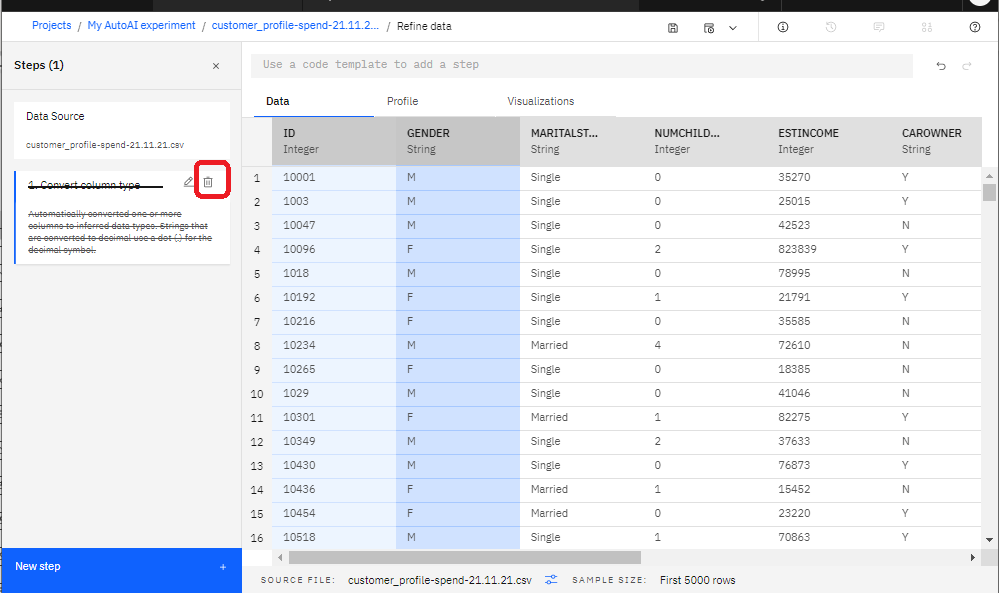 Projects / My AutoAI experiment / customer_profile-spend-21.11.2... / Refine data
Steps (1) ×
Use a code template to add a step
Data Profile Visualizations
Data Source
customer_profile-spend-21.11.21.csv
1. Convert column type
Automatically converted one or more
columns to inferred data types. Strings that
are converted to decimal use a dot (.) for the
decimal symbol.
New step +
ID GENDER MARITALST... NUMCHILD... ESTINCOME CAROWNER
Integer String String Integer Integer String
1 10001 M Single 0 35270 Y
2 1003 M Single 0 25015 Y
3 10047 M Single 0 42523 N
4 10096 F Single 2 823839 Y
5 1018 M Single 0 78995 N
6 10192 F Single 1 21791 Y
7 10216 F Single 0 35585 N
8 10234 M Married 4 72610 N
9 10265 F Single 0 18385 N
10 1029 M Single 0 41046 N
11 10301 F Married 1 82275 Y
12 10349 M Single 2 37633 N
13 10430 M Single 0 76873 Y
14 10436 F Married 1 15452 N
15 10454 F Married 0 23220 Y
16 10518 M Single 1 70863 Y
SOURCE FILE: customer_profile-spend-21.11.21.csv SAMPLE SIZE: First 5000 rows